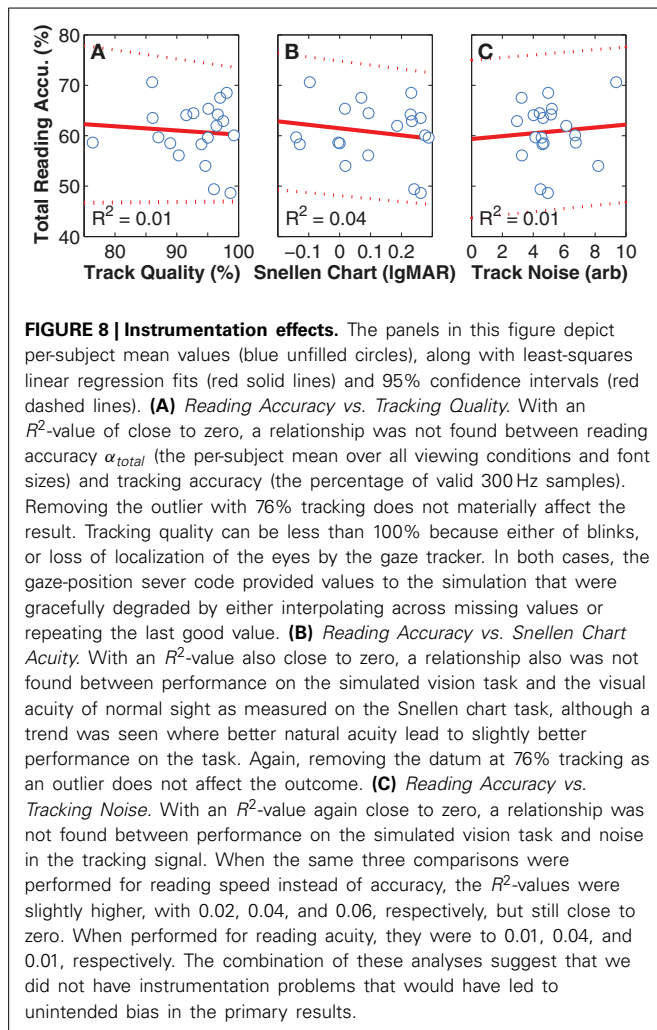 80
70
60
50
40
Total Reading Accu. (%)
A
R² = 0.01
80 90 100
Track Quality (%)
B
R² = 0.04
−0.1 0 0.1 0.2
Snellen Chart (lgMAR)
C
R² = 0.01
0 2 4 6 8 10
Track Noise (arb)
FIGURE 8 | Instrumentation effects. The panels in this figure depict
per-subject mean values (blue unfilled circles), along with least-squares
linear regression fits (red solid lines) and 95% confidence intervals (red
dashed lines). (A) Reading Accuracy vs. Tracking Quality. With an
R²-value of close to zero, a relationship was not found between reading
accuracy αtotal (the per-subject mean over all viewing conditions and font
sizes) and tracking accuracy (the percentage of valid 300 Hz samples).
Removing the outlier with 76% tracking does not materially affect the
result. Tracking quality can be less than 100% because either of blinks,
or loss of localization of the eyes by the gaze tracker. In both cases, the
gaze-position sever code provided values to the simulation that were
gracefully degraded by either interpolating across missing values or
repeating the last good value. (B) Reading Accuracy vs. Snellen Chart
Acuity. With an R²-value also close to zero, a relationship also was not
found between performance on the simulated vision task and the visual
acuity of normal sight as measured on the Snellen chart task, although a
trend was seen where better natural acuity lead to slightly better
performance on the task. Again, removing the datum at 76% tracking as
an outlier does not affect the outcome. (C) Reading Accuracy vs.
Tracking Noise. With an R²-value again close to zero, a relationship was
not found between performance on the simulated vision task and noise
in the tracking signal. When the same three comparisons were
performed for reading speed instead of accuracy, the R²-values were
slightly higher, with 0.02, 0.04, and 0.06, respectively, but still close to
zero. When performed for reading acuity, they were to 0.01, 0.04, and
0.01, respectively. The combination of these analyses suggest that we
did not have instrumentation problems that would have led to
unintended bias in the primary results.